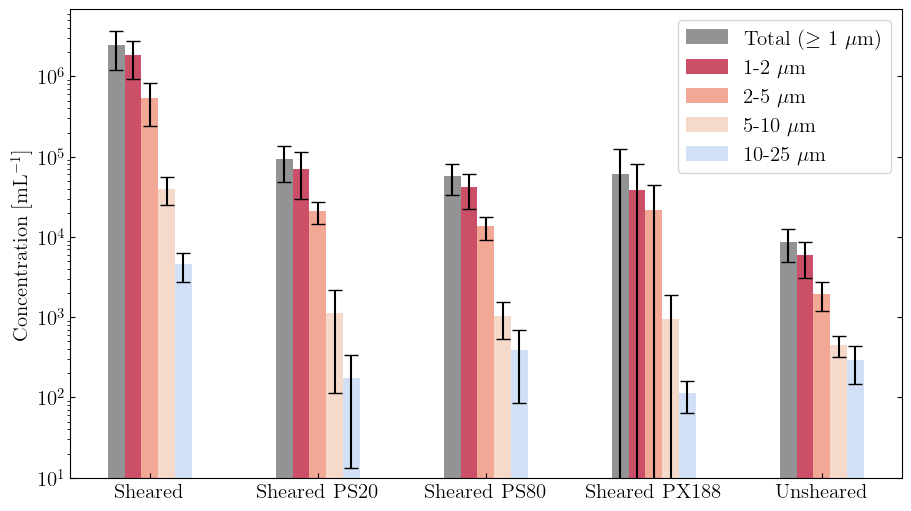 Concentration [mL⁻¹]
10⁶
10⁵
10⁴
10³
10²
10¹
Total (≥ 1 μm)
1-2 μm
2-5 μm
5-10 μm
10-25 μm
Sheared
Sheared PS20
Sheared PS80
Sheared PX188
Unsheared